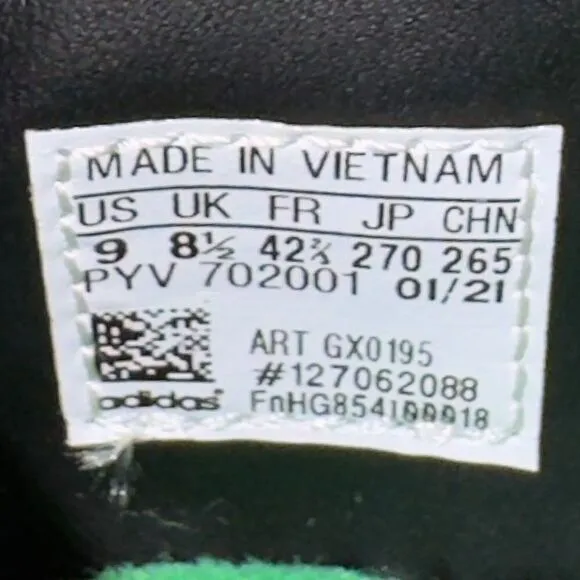 MADE IN VIETNAM
US UK FR JP CHN
9 8½ 42⅔ 270 265
PYV 702001 01/21
ART GX0195
#127062088
adidas